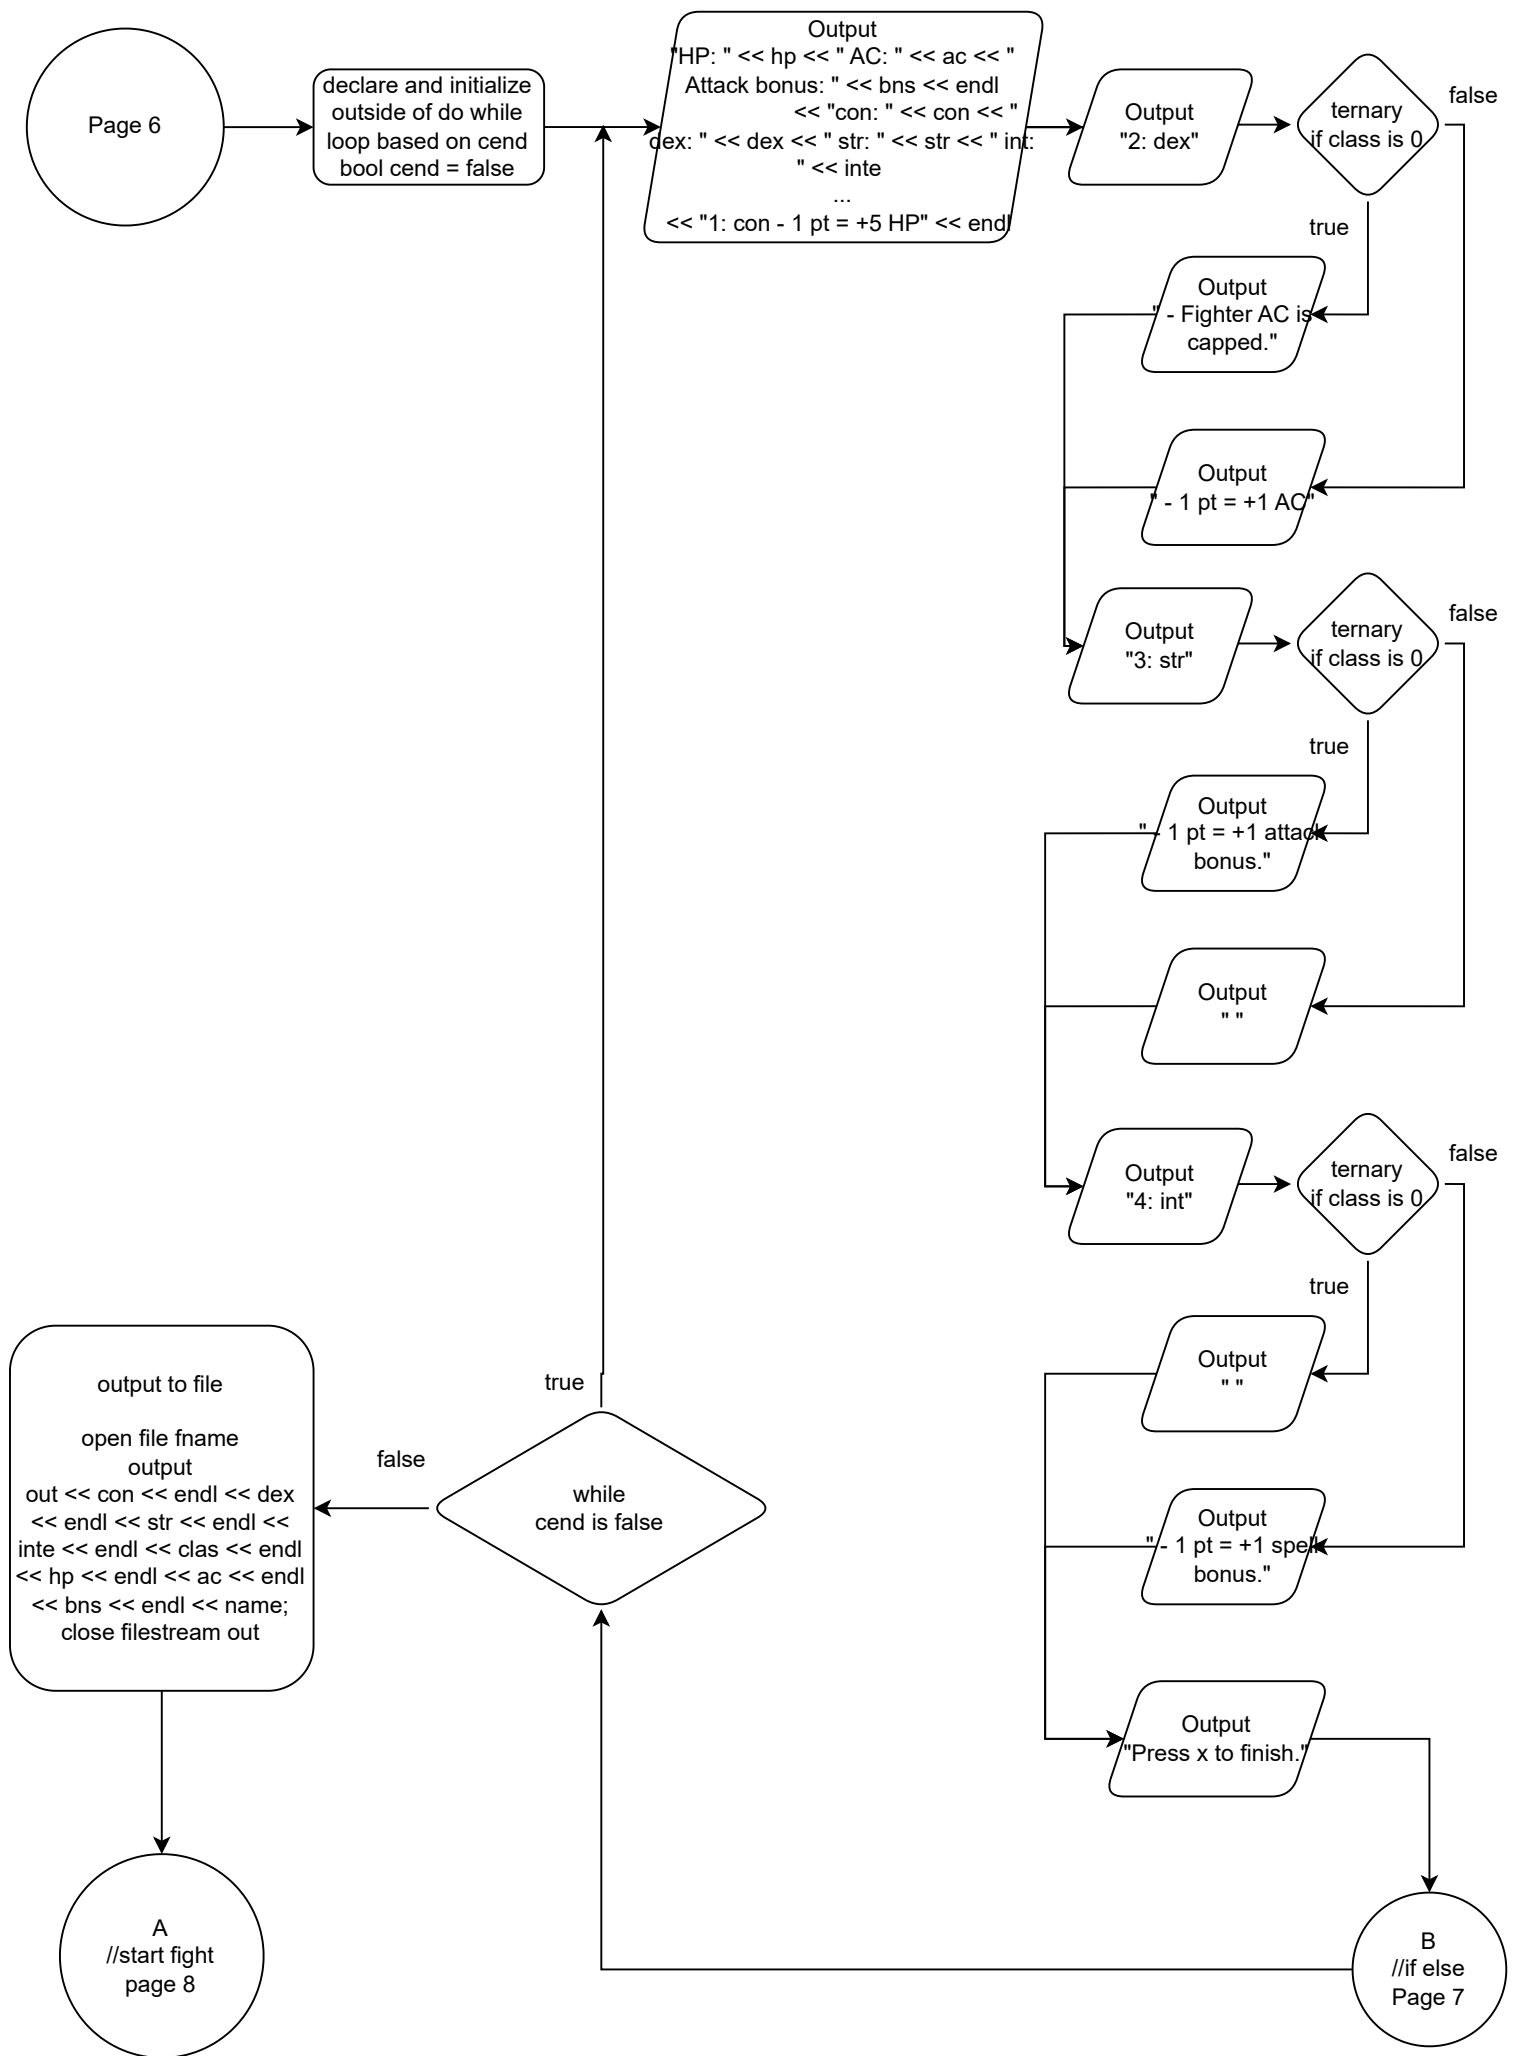 Page 6
declare and initialize
outside of do while
loop based on cend
bool cend = false
Output
"HP: " << hp << " AC: " << ac << "
Attack bonus: " << bns << endl
<< "con: " << con << "
dex: " << dex << " str: " << str << " int:
" << inte
...
<< "1: con - 1 pt = +5 HP" << endl
Output
"2: dex"
ternary
if class is 0
false
true
Output
" - Fighter AC is
capped."
Output
" - 1 pt = +1 AC"
Output
"3: str"
ternary
if class is 0
false
true
Output
" - 1 pt = +1 attack
bonus."
Output
" "
Output
"4: int"
ternary
if class is 0
false
true
Output
" "
Output
" - 1 pt = +1 spell
bonus."
Output
"Press x to finish."
B
//if else
Page 7
while
cend is false
true
false
output to file
open file fname
output
out << con << endl << dex
<< endl << str << endl <<
inte << endl << clas << endl
<< hp << endl << ac << endl
<< bns << endl << name;
close filestream out
A
//start fight
page 8